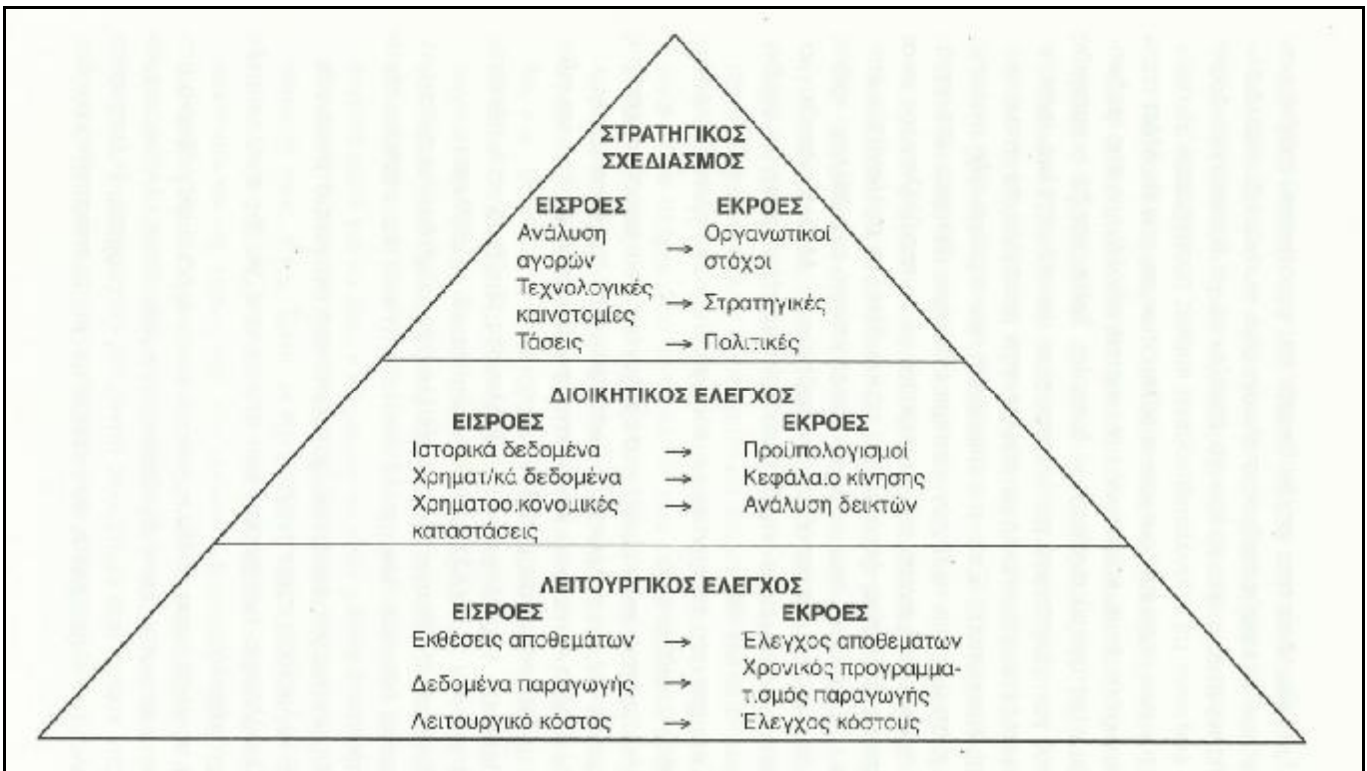 ΣΤΡΑΤΗΓΙΚΟΣ
ΣΧΕΔΙΑΣΜΟΣ
ΕΙΣΡΟΕΣ ΕΚΡΟΕΣ
Ανάλυση
αγορών → Οργανωτικοί
στόχοι
Τεχνολογικές
καινοτομίες → Στρατηγικές
Τάσεις → Πολιτικές
ΔΙΟΙΚΗΤΙΚΟΣ ΕΛΕΓΧΟΣ
ΕΙΣΡΟΕΣ ΕΚΡΟΕΣ
Ιστορικά δεδομένα → Προϋπολογισμοί
Χρηματ/κά δεδομένα → Κεφάλαιο κίνησης
Χρηματοοικονομικές → Ανάλυση δεικτών
καταστάσεις
ΛΕΙΤΟΥΡΓΙΚΟΣ ΕΛΕΓΧΟΣ
ΕΙΣΡΟΕΣ ΕΚΡΟΕΣ
Εκθέσεις αποθεμάτων → Έλεγχος αποθεματων
Δεδομένα παραγωγής → Χρονικός προγραμμα-
τισμός παραγωγής
Λειτουργικό κόστος → Έλεγχος κόστους